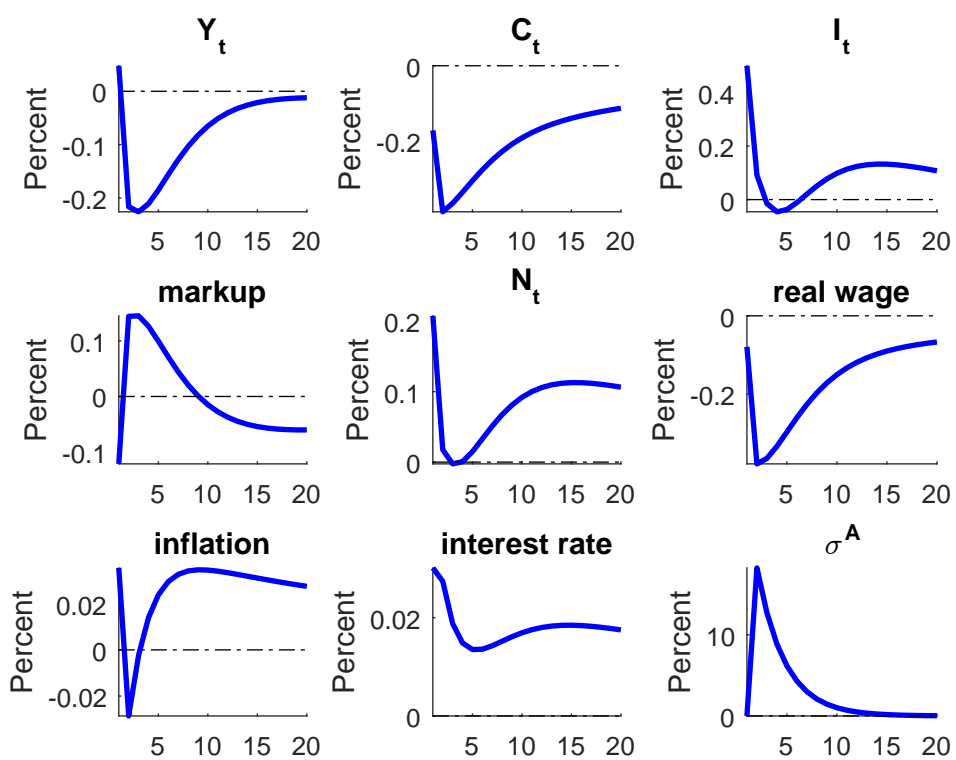 Y_t
C_t
I_t
Percent
0
-0.1
-0.2
5 10 15 20
Percent
0
-0.2
5 10 15 20
Percent
0.4
0.2
0
5 10 15 20
markup
N_t
real wage
Percent
0.1
0
-0.1
5 10 15 20
Percent
0.2
0.1
0
5 10 15 20
Percent
0
-0.2
5 10 15 20
inflation
interest rate
σ^A
Percent
0.02
0
-0.02
5 10 15 20
Percent
0.02
0
5 10 15 20
Percent
10
0
5 10 15 20